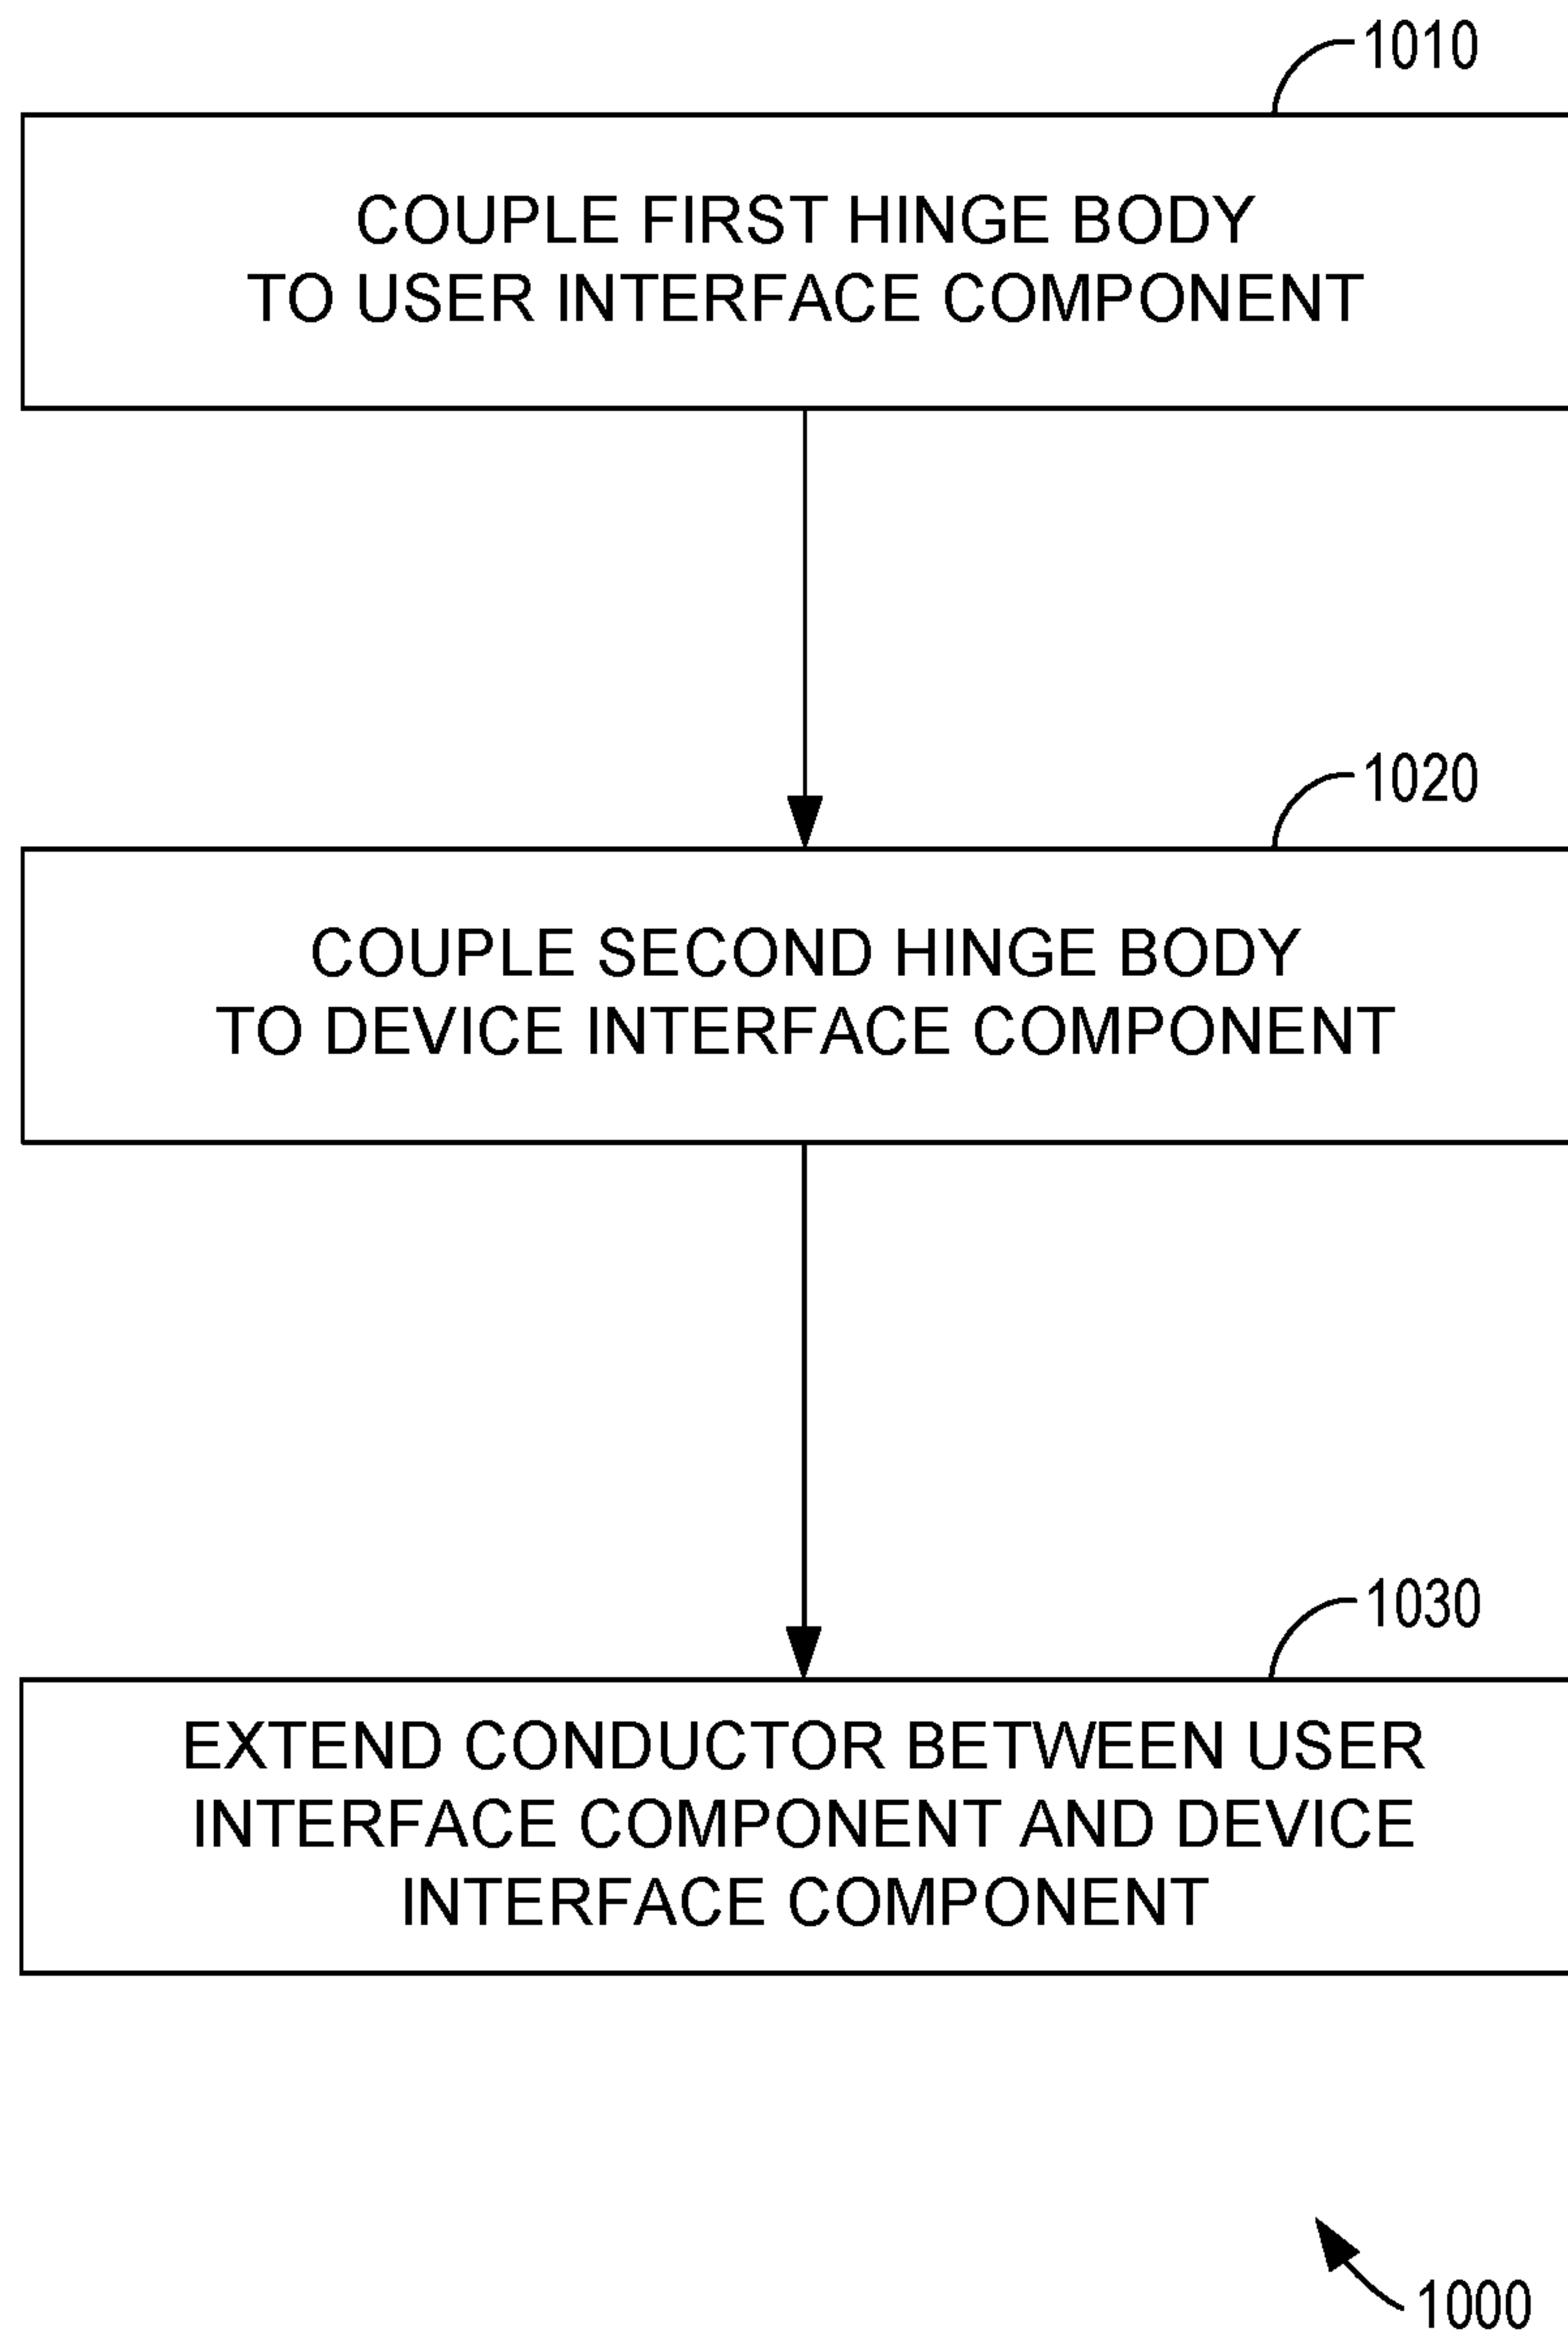 1010
COUPLE FIRST HINGE BODY
TO USER INTERFACE COMPONENT
1020
COUPLE SECOND HINGE BODY
TO DEVICE INTERFACE COMPONENT
1030
EXTEND CONDUCTOR BETWEEN USER
INTERFACE COMPONENT AND DEVICE
INTERFACE COMPONENT
1000